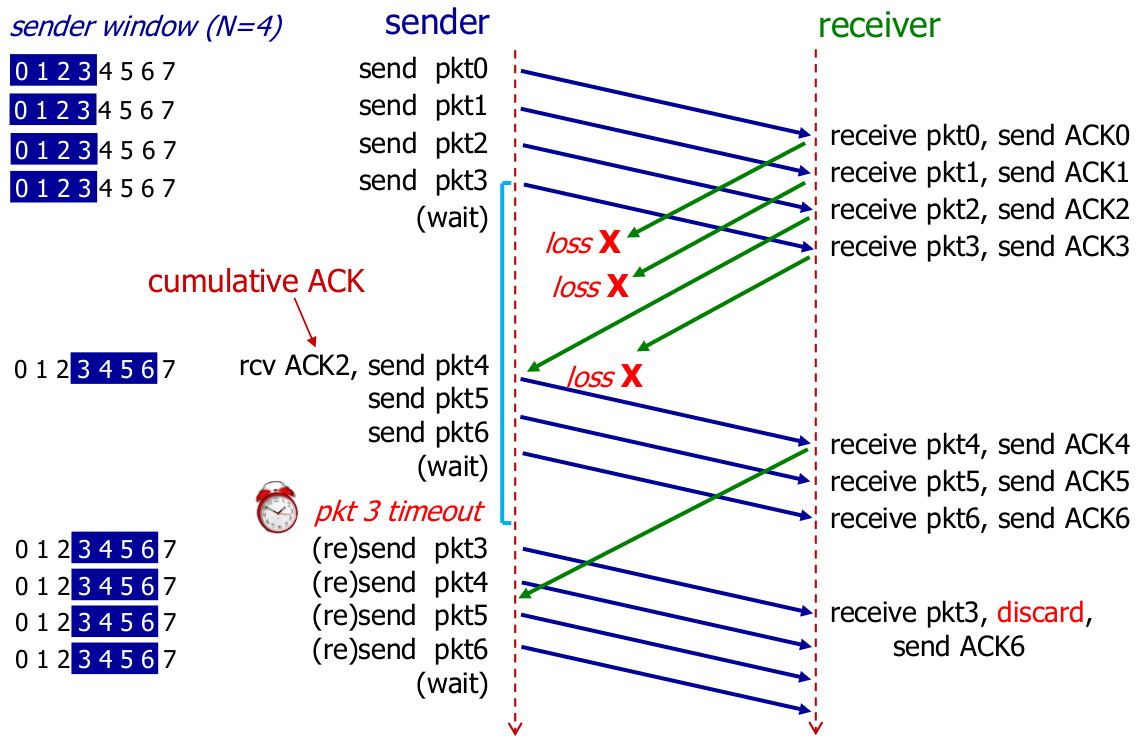 sender window (N=4)
sender
receiver
0 1 2 3 4 5 6 7
send pkt0
0 1 2 3 4 5 6 7
send pkt1
0 1 2 3 4 5 6 7
send pkt2
receive pkt0, send ACK0
0 1 2 3 4 5 6 7
send pkt3
receive pkt1, send ACK1
(wait)
receive pkt2, send ACK2
loss X
receive pkt3, send ACK3
cumulative ACK
loss X
0 1 2 3 4 5 6 7
rcv ACK2, send pkt4
loss X
send pkt5
send pkt6
receive pkt4, send ACK4
(wait)
receive pkt5, send ACK5
pkt 3 timeout
receive pkt6, send ACK6
0 1 2 3 4 5 6 7
(re)send pkt3
0 1 2 3 4 5 6 7
(re)send pkt4
0 1 2 3 4 5 6 7
(re)send pkt5
receive pkt3, discard,
send ACK6
0 1 2 3 4 5 6 7
(re)send pkt6
(wait)